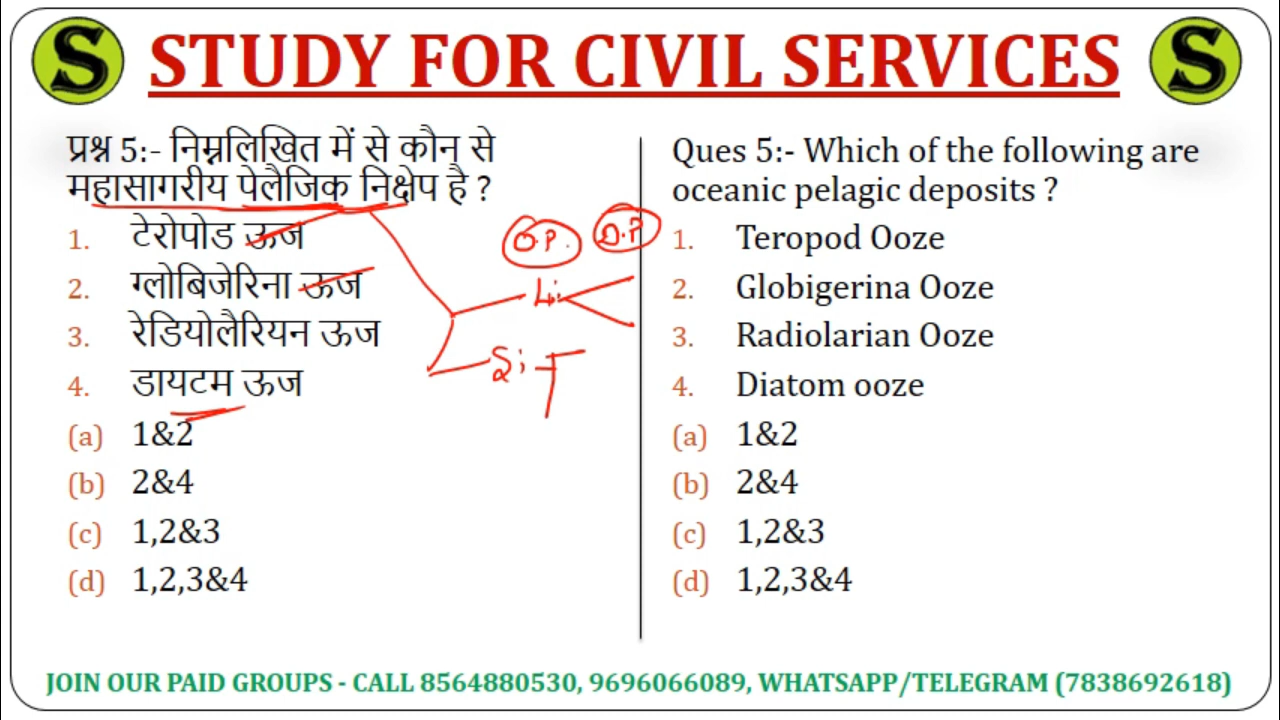 S STUDY FOR CIVIL SERVICES S
प्रश्न 5:- निम्नलिखित में से कौन से
महासागरीय पेलैजिक निक्षेप है ?
1. टेरोपोड ऊज
2. ग्लोबिजेरिना ऊज
3. रेडियोलैरियन ऊज
4. डायटम ऊज
(a) 1&2
(b) 2&4
(c) 1,2&3
(d) 1,2,3&4
O.P.
Li
Si
Ques 5:- Which of the following are
oceanic pelagic deposits ?
1. Teropod Ooze
2. Globigerina Ooze
3. Radiolarian Ooze
4. Diatom ooze
(a) 1&2
(b) 2&4
(c) 1,2&3
(d) 1,2,3&4
JOIN OUR PAID GROUPS - CALL 8564880530, 9696066089, WHATSAPP/TELEGRAM (7838692618)